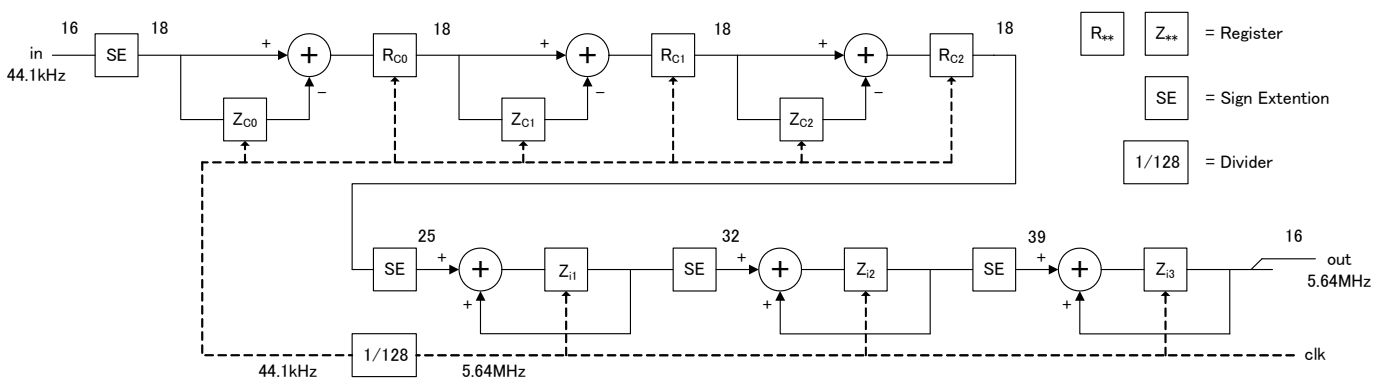 16 18 18 18 18
in SE + + − R_C0 + + − R_C1 + + − R_C2 R** Z** = Register
44.1kHz
Z_C0 Z_C1 Z_C2 SE = Sign Extention
1/128 = Divider
25 32 39 16
SE + + Z_i1 SE + + Z_i2 SE + + Z_i3 out
5.64MHz
+ + +
1/128 clk
44.1kHz 5.64MHz